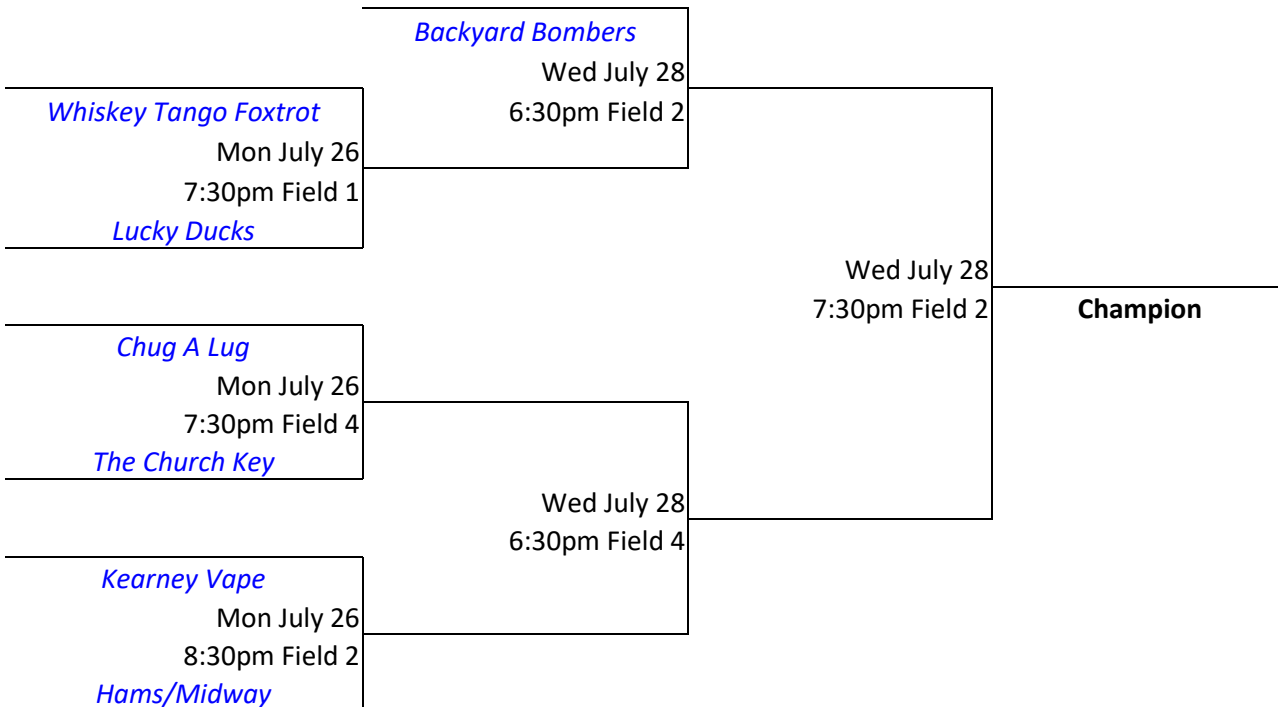 Backyard Bombers
Wed July 28
6:30pm Field 2
Whiskey Tango Foxtrot
Mon July 26
7:30pm Field 1
Lucky Ducks
Wed July 28
7:30pm Field 2
Champion
Chug A Lug
Mon July 26
7:30pm Field 4
The Church Key
Wed July 28
6:30pm Field 4
Kearney Vape
Mon July 26
8:30pm Field 2
Hams/Midway